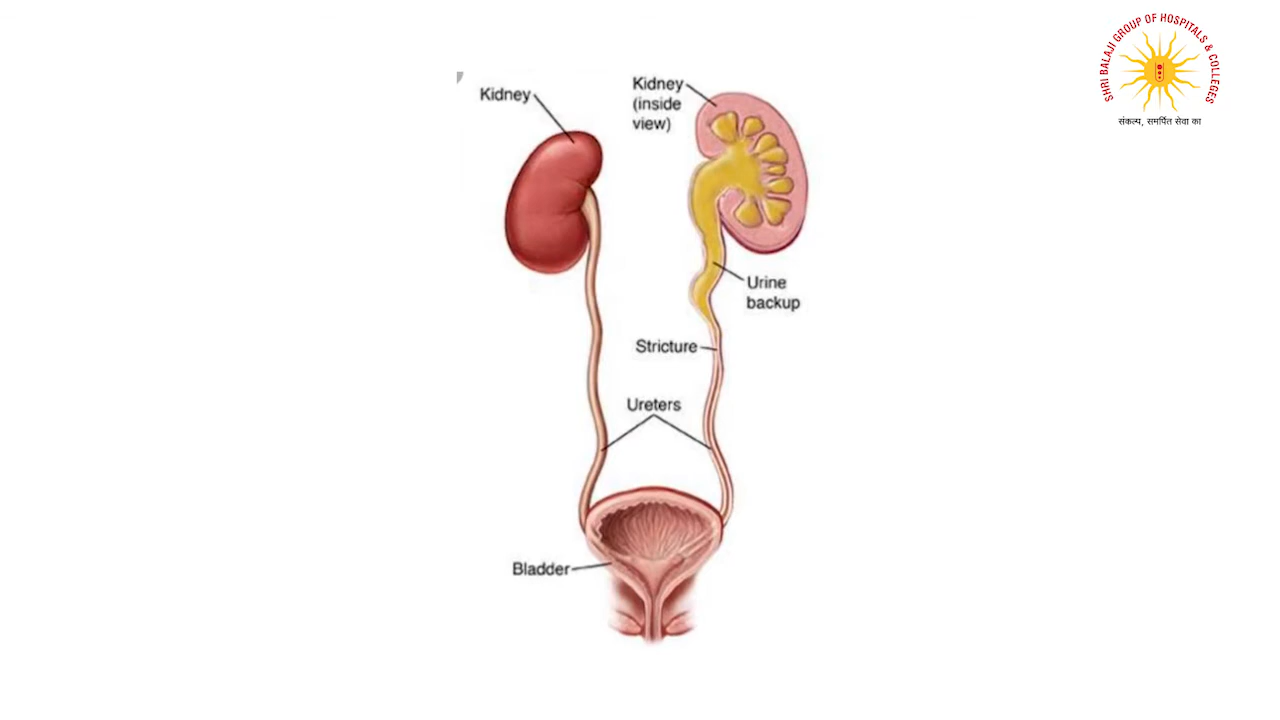 SHRI BALAJI GROUP OF HOSPITALS & COLLEGES
संकल्प, समर्पित सेवा का
Kidney
Kidney
(inside
view)
Urine
backup
Stricture
Ureters
Bladder